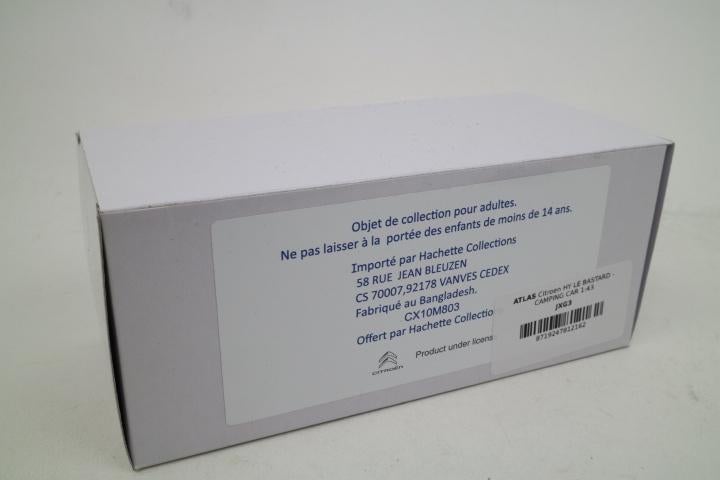 Objet de collection pour adultes.
Ne pas laisser à la portée des enfants de moins de 14 ans.
Importé par Hachette Collections
58 RUE JEAN BLEUZEN
CS 70007,92178 VANVES CEDEX
Fabriqué au Bangladesh.
CX10M803
Offert par Hachette Collectio
CITROËN
Product under licens
ATLAS Citroen HY LE BASTARD -
CAMPING CAR 1:43
JXG3
8719247812162